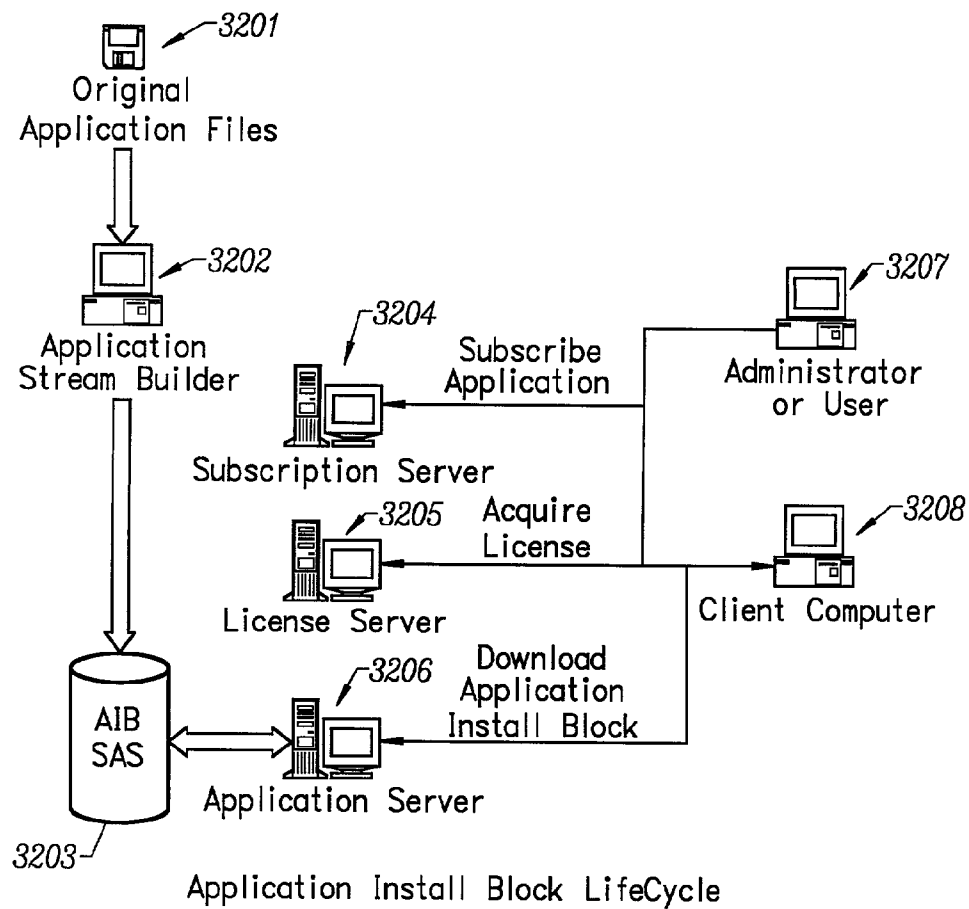 3201
Original
Application Files
3202
Application
Stream Builder
3204
Subscribe
Application
Subscription Server
3207
Administrator
or User
3205
Acquire
License
License Server
3208
Client Computer
3206
Download
Application
Install Block
Application Server
AIB
SAS
3203
Application Install Block LifeCycle